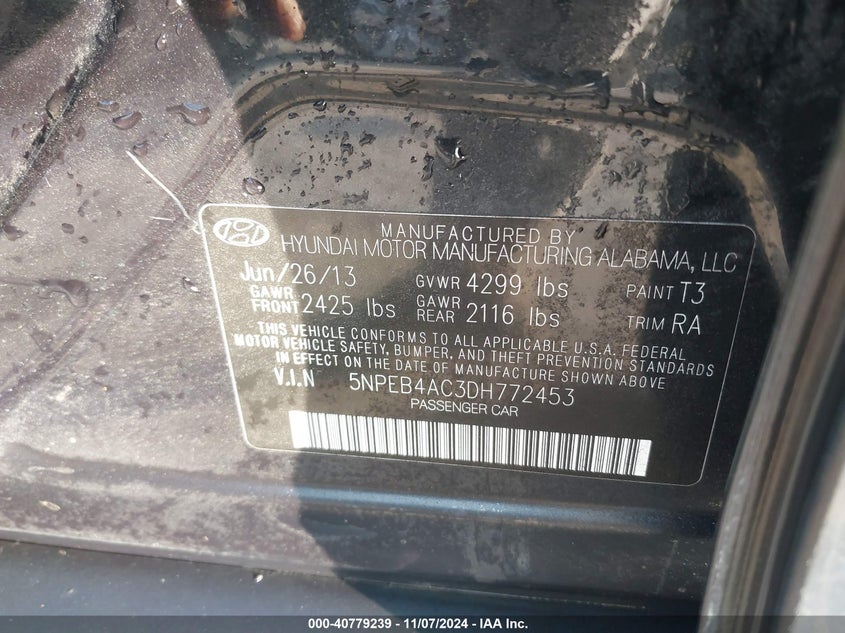 MANUFACTURED BY
HYUNDAI MOTOR MANUFACTURING ALABAMA, LLC
Jun/26/13 GVWR 4299 lbs PAINT T3
GAWR FRONT 2425 lbs GAWR REAR 2116 lbs TRIM RA
THIS VEHICLE CONFORMS TO ALL APPLICABLE U.S.A. FEDERAL
MOTOR VEHICLE SAFETY, BUMPER, AND THEFT PREVENTION STANDARDS
IN EFFECT ON THE DATE OF MANUFACTURE SHOWN ABOVE
V.I.N 5NPEB4AC3DH772453
PASSENGER CAR
000-40779239 - 11/07/2024 - IAA Inc.